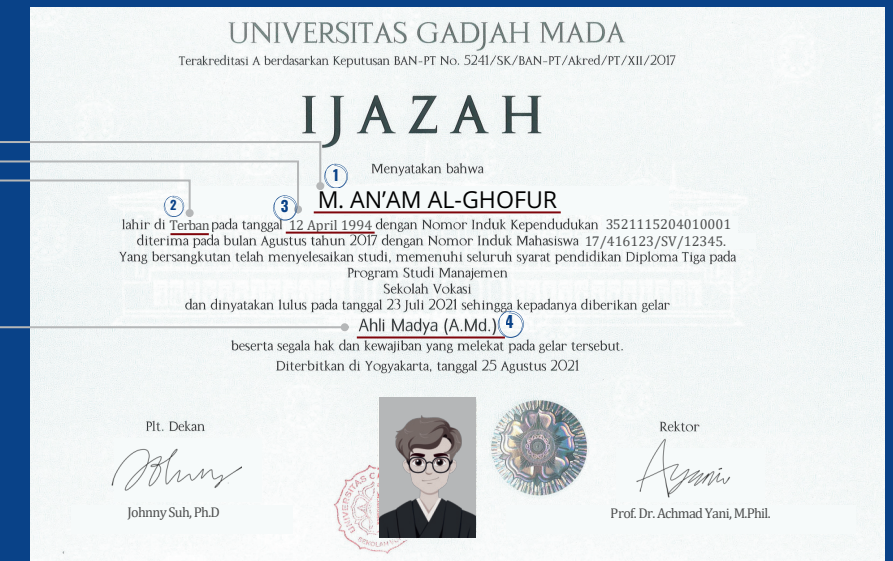 UNIVERSITAS GADJAH MADA
Terakreditasi A berdasarkan Keputusan BAN-PT No. 5241/SK/BAN-PT/Akred/PT/XII/2017
IJAZAH
Menyatakan bahwa
1
M. AN’AM AL-GHOFUR
2
3
lahir di Terban pada tanggal 12 April 1994 dengan Nomor Induk Kependudukan 3521115204010001
diterima pada bulan Agustus tahun 2017 dengan Nomor Induk Mahasiswa 17/416123/SV/12345.
Yang bersangkutan telah menyelesaikan studi, memenuhi seluruh syarat pendidikan Diploma Tiga pada
Program Studi Manajemen
Sekolah Vokasi
dan dinyatakan lulus pada tanggal 23 Juli 2021 sehingga kepadanya diberikan gelar
Ahli Madya (A.Md.) 4
beserta segala hak dan kewajiban yang melekat pada gelar tersebut.
Diterbitkan di Yogyakarta, tanggal 25 Agustus 2021
Plt. Dekan
Rektor
Johnny Suh, Ph.D
Prof. Dr. Achmad Yani, M.Phil.